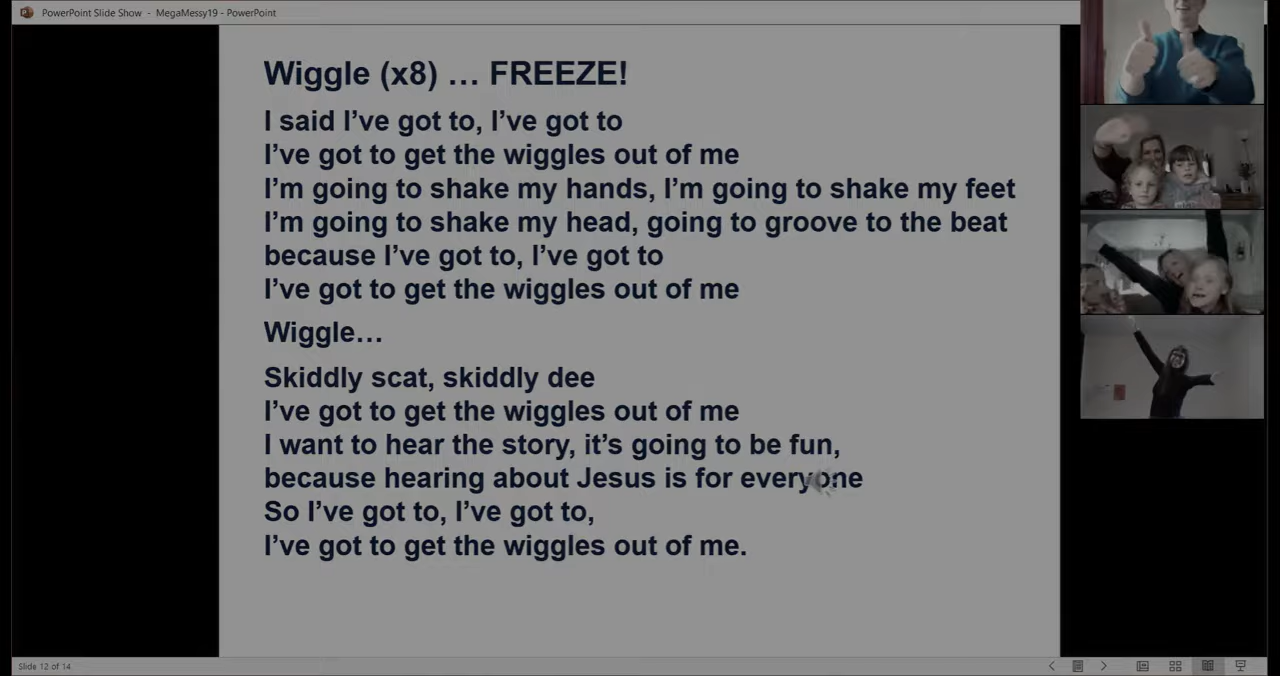 PowerPoint Slide Show - MegaMessy19 - PowerPoint
Wiggle (x8) … FREEZE!
I said I’ve got to, I’ve got to
I’ve got to get the wiggles out of me
I’m going to shake my hands, I’m going to shake my feet
I’m going to shake my head, going to groove to the beat
because I’ve got to, I’ve got to
I’ve got to get the wiggles out of me
Wiggle…
Skiddly scat, skiddly dee
I’ve got to get the wiggles out of me
I want to hear the story, it’s going to be fun,
because hearing about Jesus is for everyone
So I’ve got to, I’ve got to,
I’ve got to get the wiggles out of me.
Slide 12 of 14